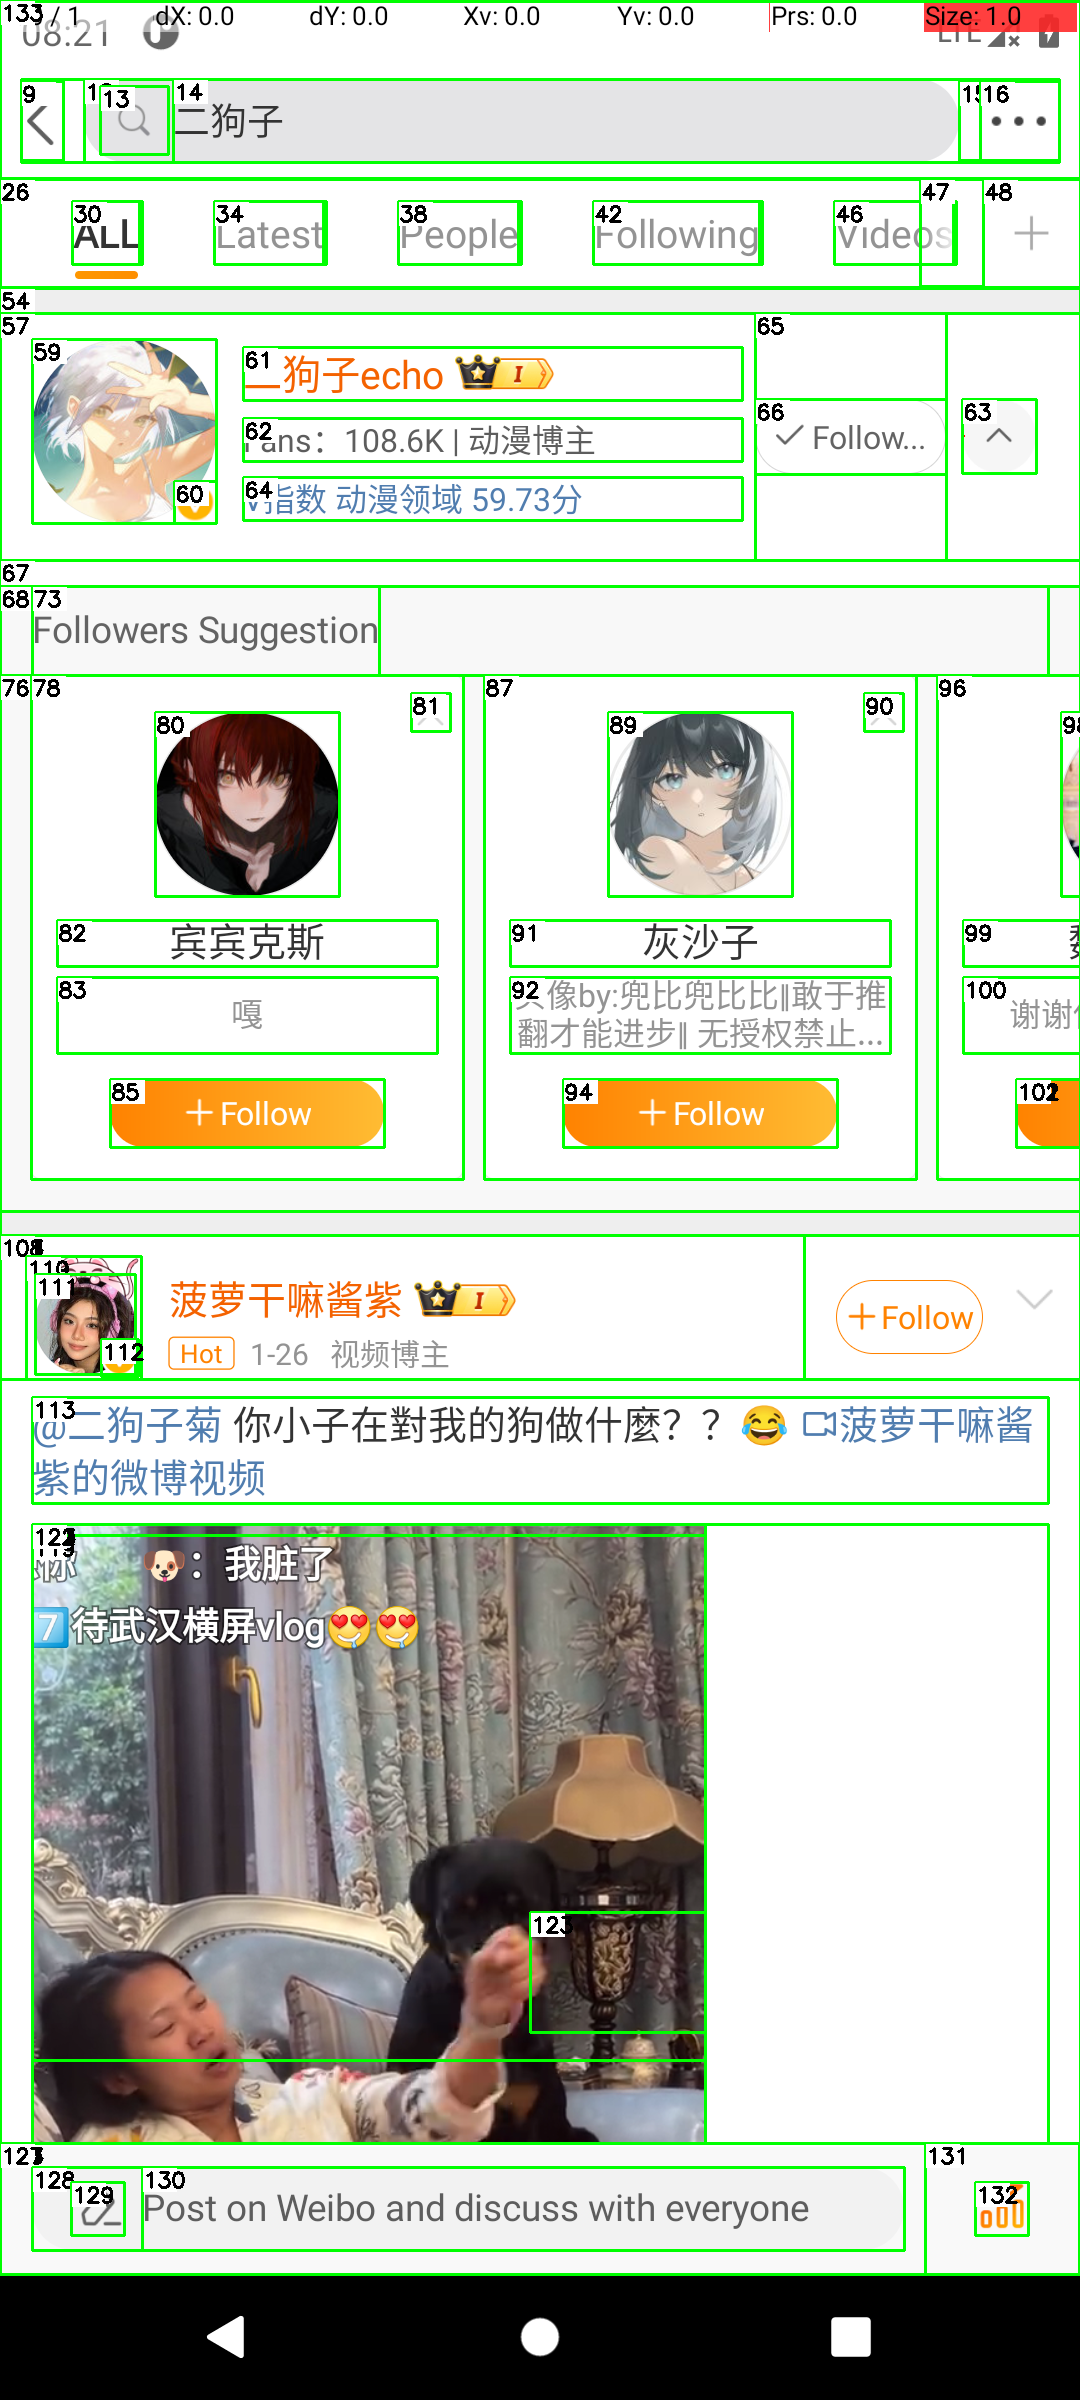 133 / 1 dX: 0.0 dY: 0.0 Xv: 0.0 Yv: 0.0 Prs: 0.0 Size: 1.0
08:21 LTE
9 13 14 二狗子 15 16
26 30 ALL 34 Latest 38 People 42 Following 46 Videos 47 48
54
57 59 61 二狗子echo I 65
62 Fans：108.6K | 动漫博主 66 Follow... 63
60 64 V指数 动漫领域 59.73分
67
68 73 Followers Suggestion
76 78 80 81 87 89 90 96 98
82 宾宾克斯 91 灰沙子 99
83 嘎 92 头像by:兜比兜比比||敢于推 100 谢谢
翻才能进步|| 无授权禁止...
85 Follow 94 Follow 102
110 111 菠萝干嘛酱紫 I Follow
112 Hot 1-26 视频博主
113 @二狗子菊 你小子在對我的狗做什麼？？😂 菠萝干嘛酱
紫的微博视频
你 🐶：我脏了
7️⃣待武汉横屏vlog😍😍
123
127 128 129 130 Post on Weibo and discuss with everyone 131 132